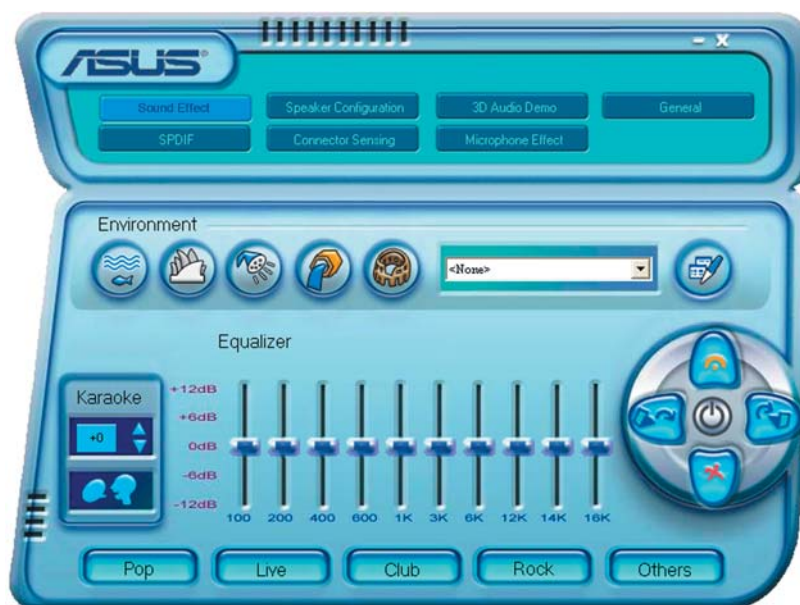 ASUS®
Sound Effect Speaker Configuration 3D Audio Demo General
SPDIF Connector Sensing Microphone Effect
Environment
<None>
Equalizer
Karaoke
+0
+12dB
+6dB
0dB
-6dB
-12dB
100 200 400 600 1K 3K 6K 12K 14K 16K
Pop Live Club Rock Others